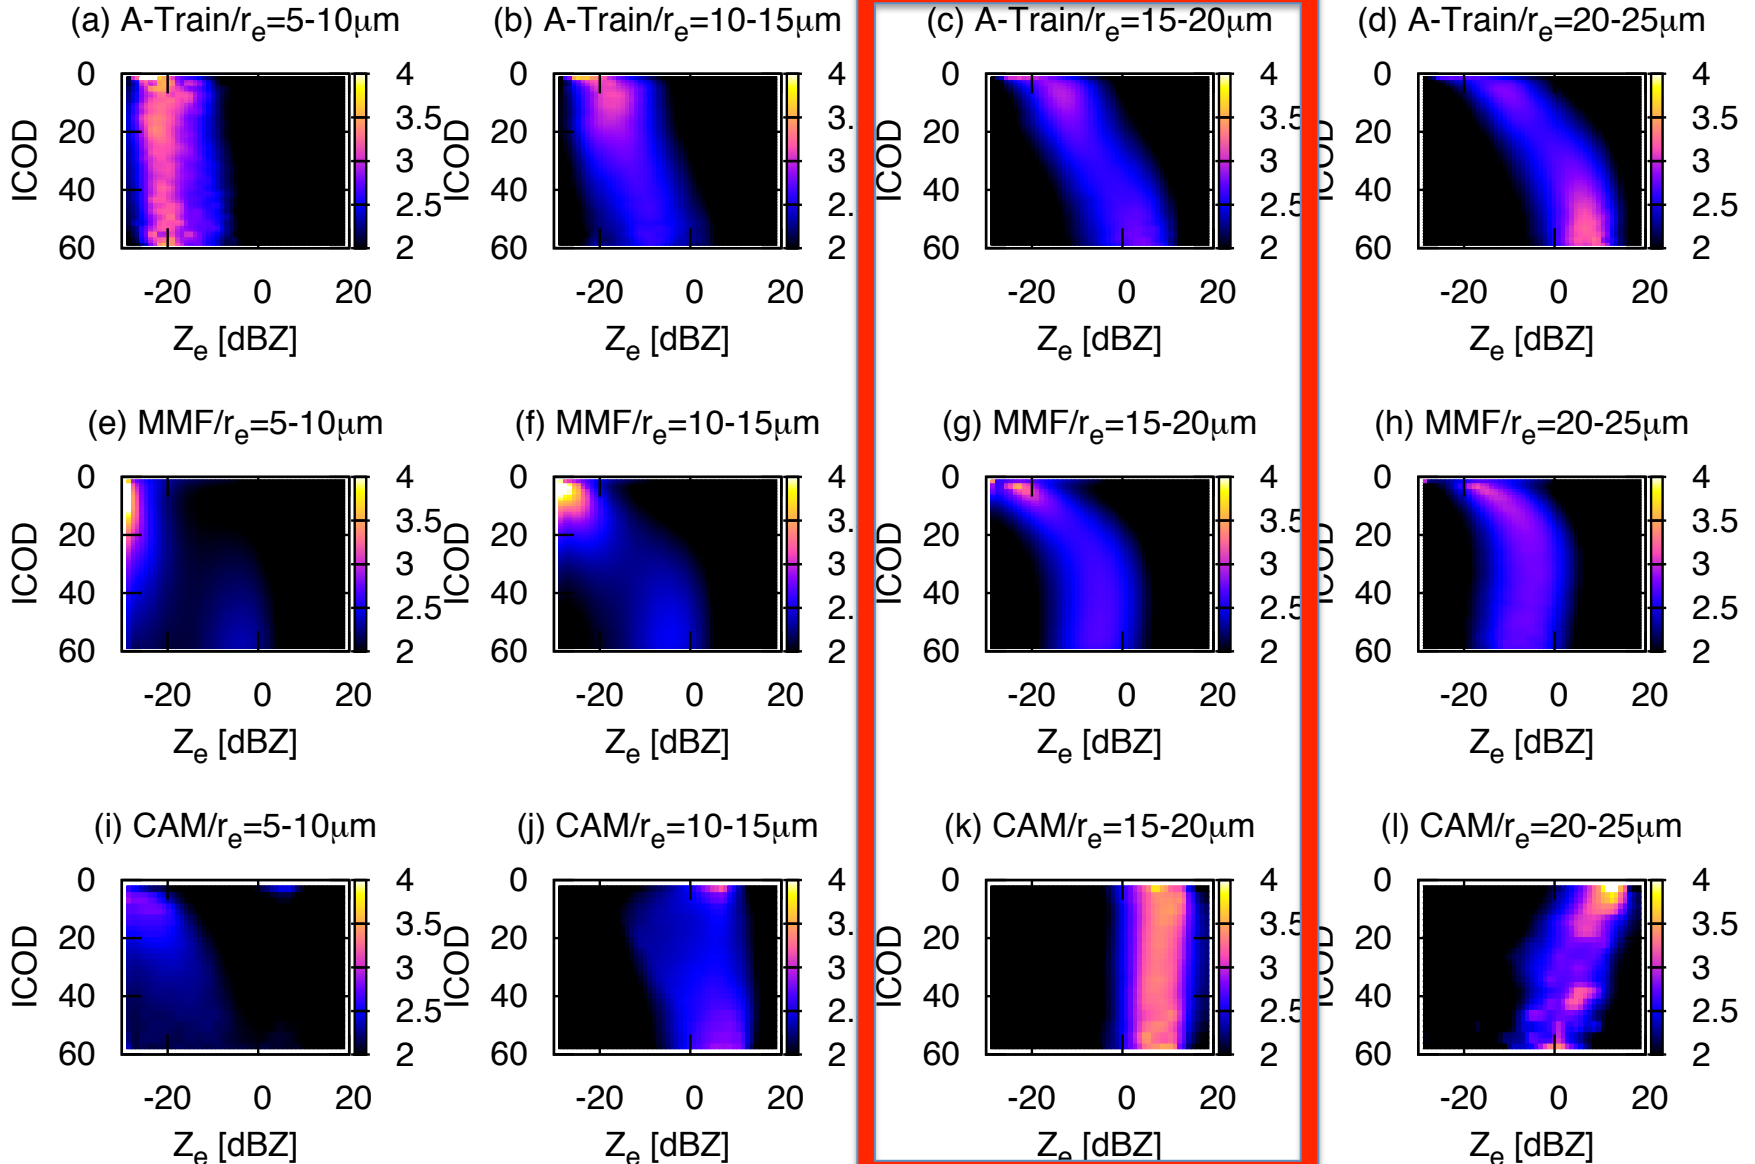 (a) A-Train/re=5-10μm (b) A-Train/re=10-15μm (c) A-Train/re=15-20μm (d) A-Train/re=20-25μm
0 4 0 4 0 4 0 4
3.5 3. 3.5 3.5
20 20 20 20
ICOD 3 ICOD 3 ICOD 3 ICOD 3
40 40 40 40
2.5 2. 2.5 2.5
60 2 60 2 60 2 60 2
-20 0 20 -20 0 20 -20 0 20 -20 0 20
Ze [dBZ] Ze [dBZ] Ze [dBZ] Ze [dBZ]
(e) MMF/re=5-10μm (f) MMF/re=10-15μm (g) MMF/re=15-20μm (h) MMF/re=20-25μm
0 4 0 4 0 4 0 4
3.5 3. 3.5 3.5
20 20 20 20
ICOD 3 ICOD 3 ICOD 3 ICOD 3
40 40 40 40
2.5 2. 2.5 2.5
60 2 60 2 60 2 60 2
-20 0 20 -20 0 20 -20 0 20 -20 0 20
Ze [dBZ] Ze [dBZ] Ze [dBZ] Ze [dBZ]
(i) CAM/re=5-10μm (j) CAM/re=10-15μm (k) CAM/re=15-20μm (l) CAM/re=20-25μm
0 4 0 4 0 4 0 4
3.5 3. 3.5 3.5
20 20 20 20
ICOD 3 ICOD 3 ICOD 3 ICOD 3
40 40 40 40
2.5 2. 2.5 2.5
60 2 60 2 60 2 60 2
-20 0 20 -20 0 20 -20 0 20 -20 0 20
Ze [dBZ] Ze [dBZ] Ze [dBZ] Ze [dBZ]